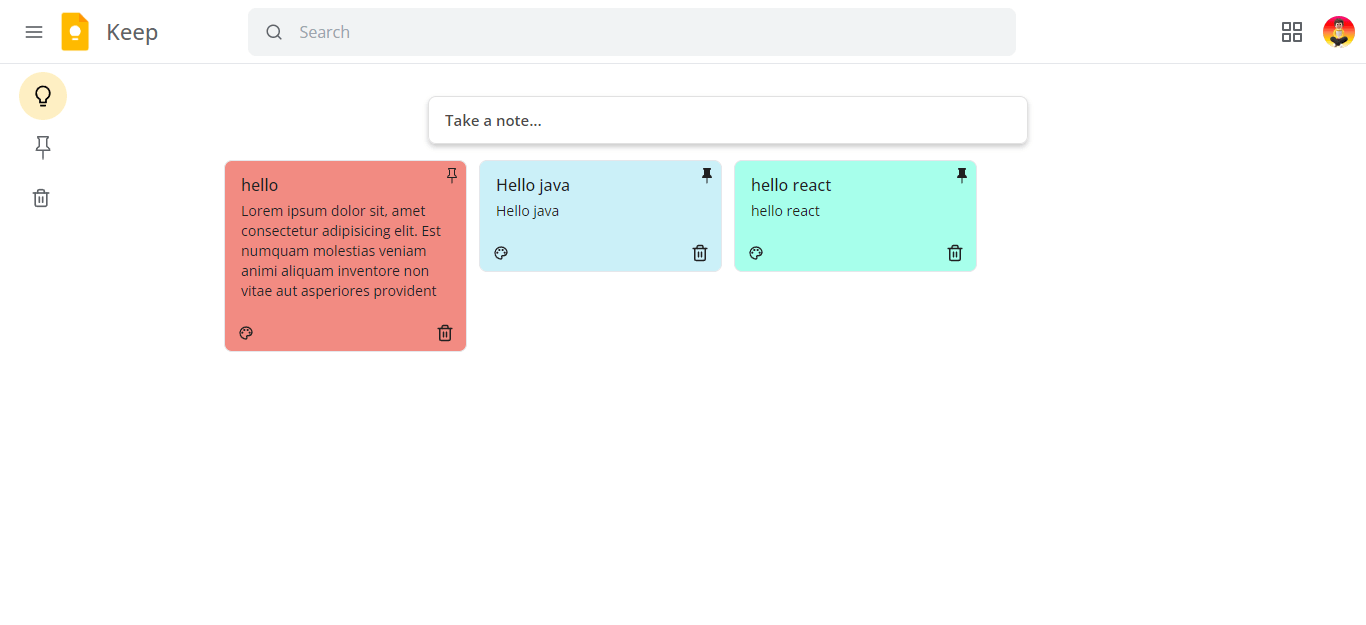 Keep
Search
Take a note...
hello
Lorem ipsum dolor sit, amet
consectetur adipisicing elit. Est
numquam molestias veniam
animi aliquam inventore non
vitae aut asperiores provident
Hello java
Hello java
hello react
hello react